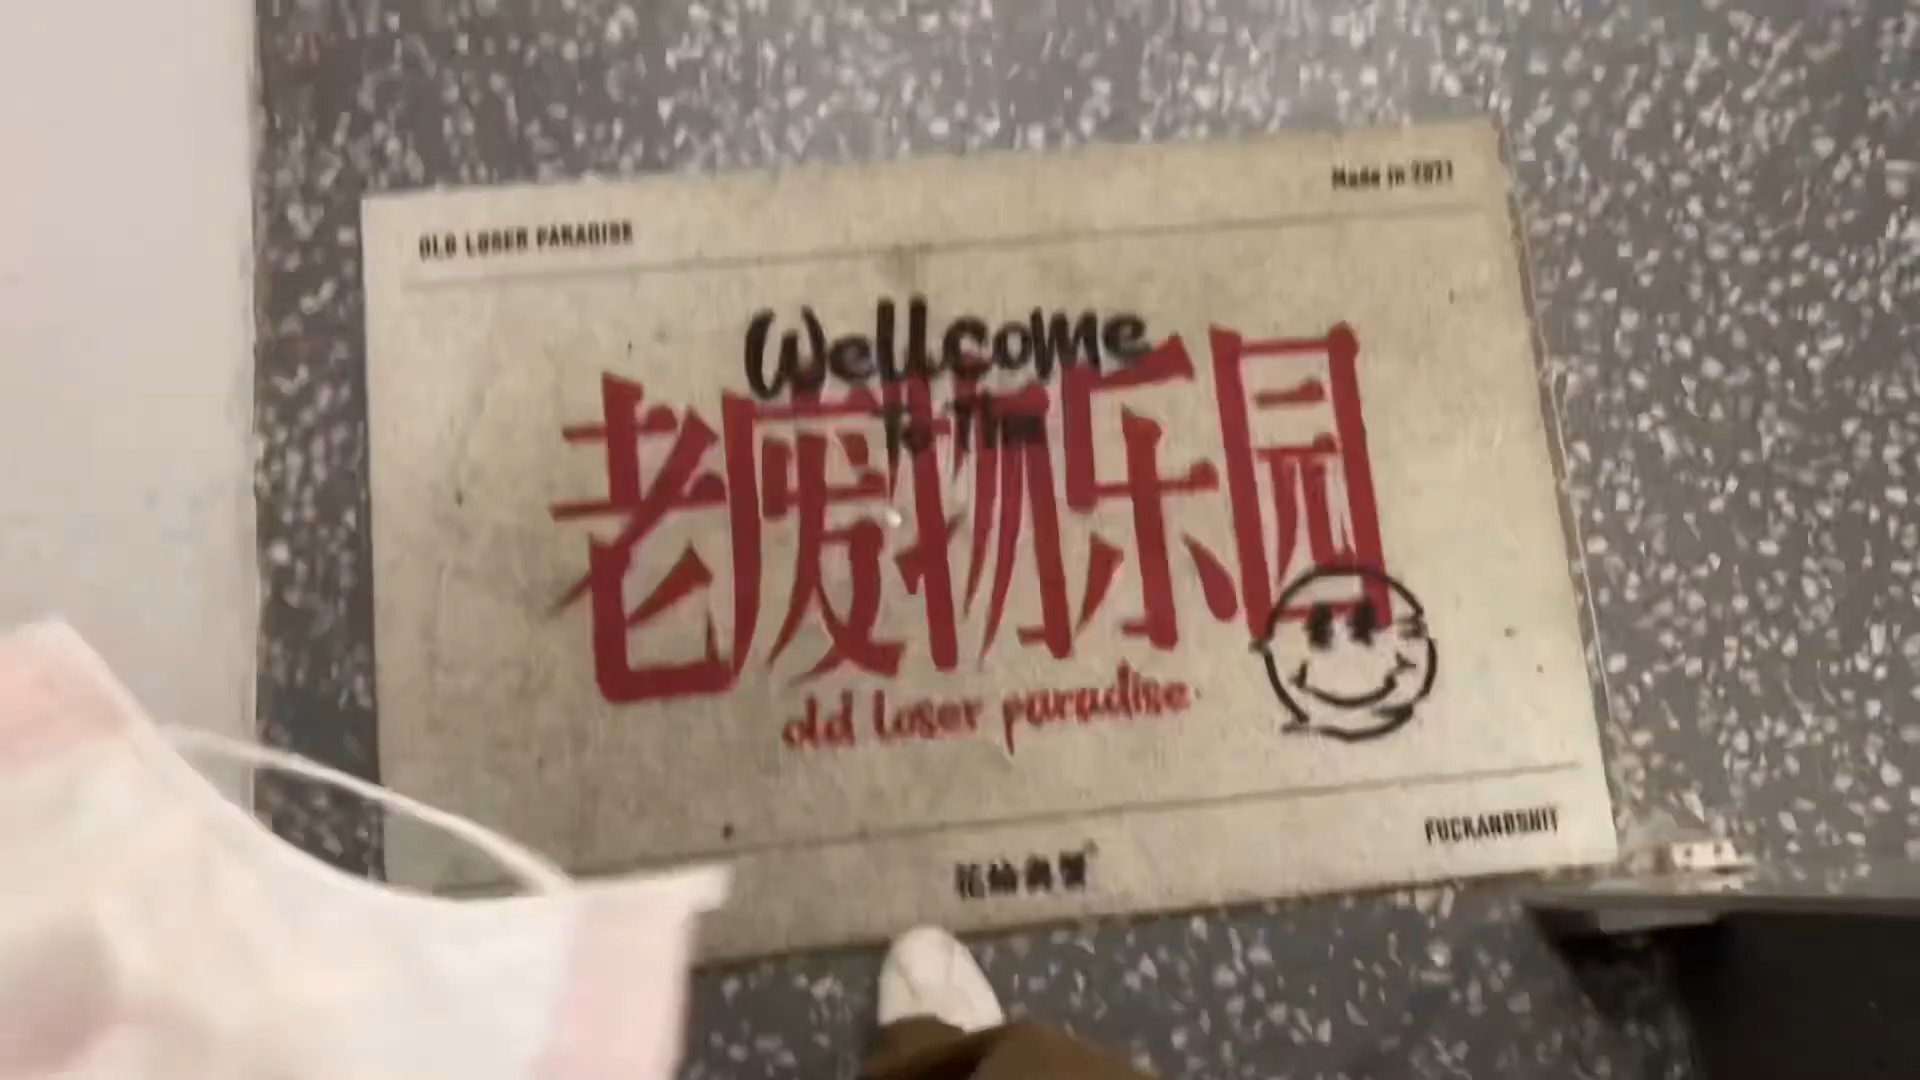 OLD LOSER PARADISE
Made in 2021
Wellcome
To The
老废物乐园
old loser paradise
FUCKANDSHIT